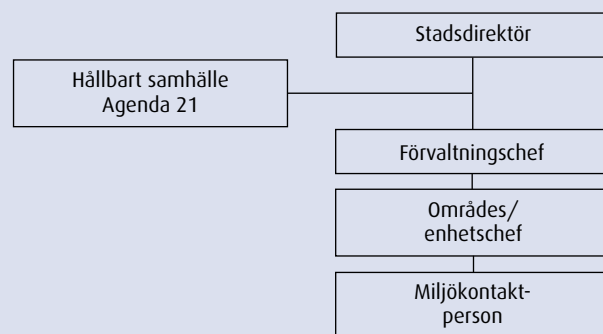 Stadsdirektör
Hållbart samhälle
Agenda 21
Förvaltningschef
Områdes/
enhetschef
Miljökontakt-
person